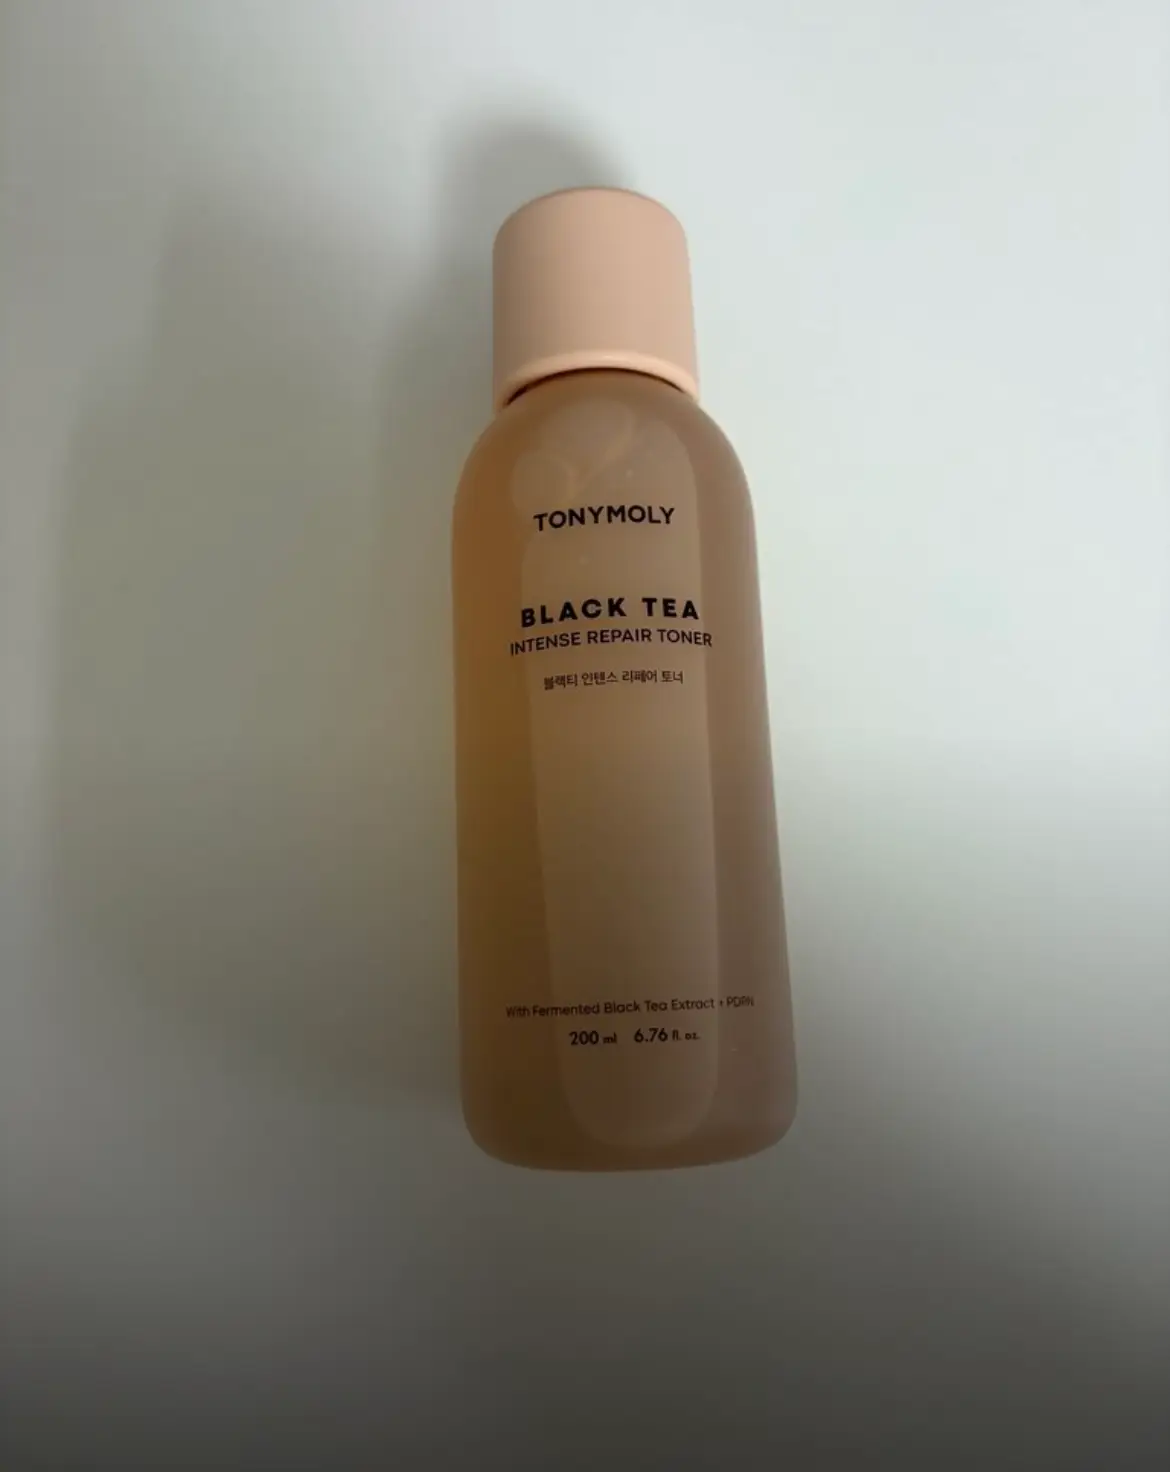 TONYMOLY
BLACK TEA
INTENSE REPAIR TONER
블랙티 인텐스 리페어 토너
With Fermented Black Tea Extract + PDRN
200 ml 6.76 fl. oz.